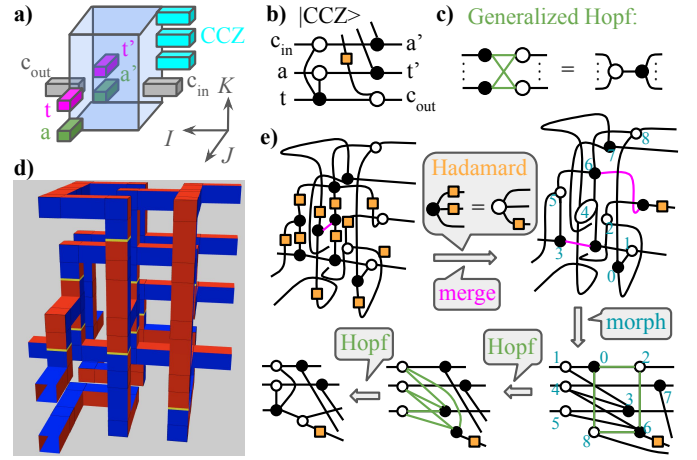 a)
t'
a'
c_out
t
a
c_in
CCZ
K
I
J
b)
|CCZ>
c_in
a
t
a'
t'
c_out
c)
Generalized Hopf:
=
d)
e)
Hadamard
=
merge
8
7
6
5
4
2
3
1
0
morph
Hopf
Hopf
1
0
2
4
3
7
5
6
8